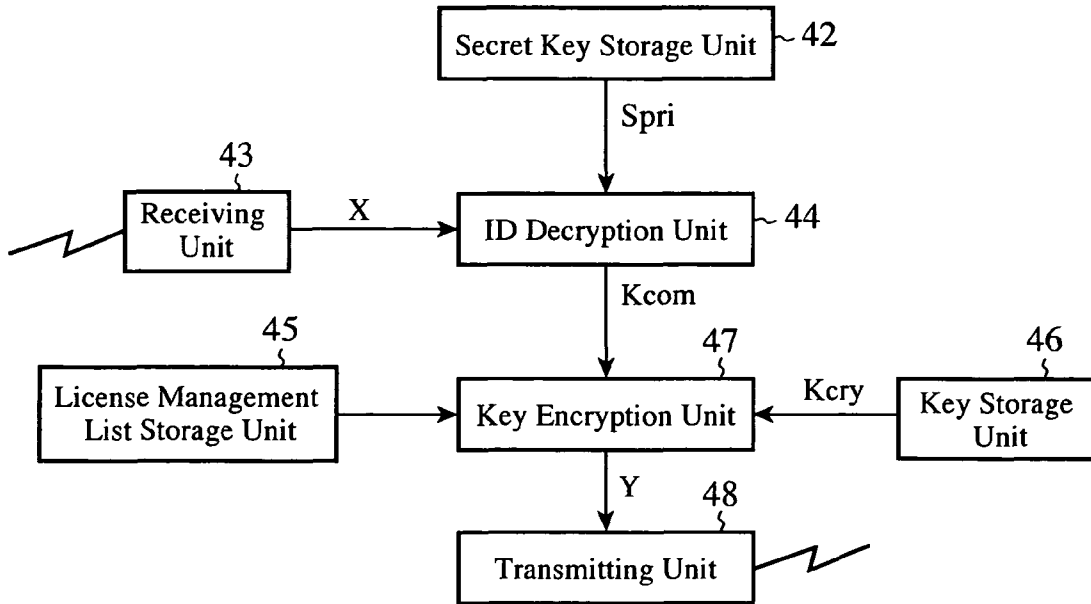 Secret Key Storage Unit
42
Spri
43
Receiving
Unit
X
ID Decryption Unit
44
Kcom
45
License Management
List Storage Unit
47
Key Encryption Unit
Kcry
46
Key Storage
Unit
Y
48
Transmitting Unit